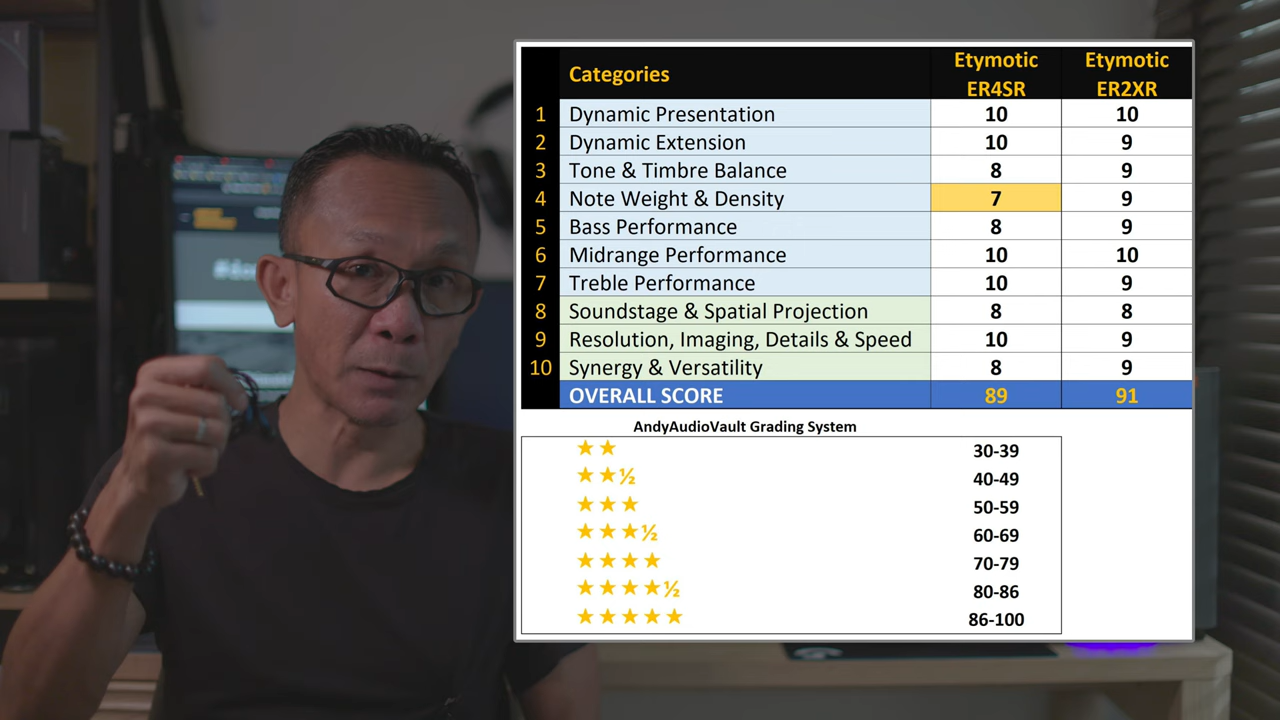 Categories Etymotic ER4SR Etymotic ER2XR
1 Dynamic Presentation 10 10
2 Dynamic Extension 10 9
3 Tone & Timbre Balance 8 9
4 Note Weight & Density 7 9
5 Bass Performance 8 9
6 Midrange Performance 10 10
7 Treble Performance 10 9
8 Soundstage & Spatial Projection 8 8
9 Resolution, Imaging, Details & Speed 10 9
10 Synergy & Versatility 8 9
OVERALL SCORE 89 91
AndyAudioVault Grading System
★★ 30-39
★★½ 40-49
★★★ 50-59
★★★½ 60-69
★★★★ 70-79
★★★★½ 80-86
★★★★★ 86-100